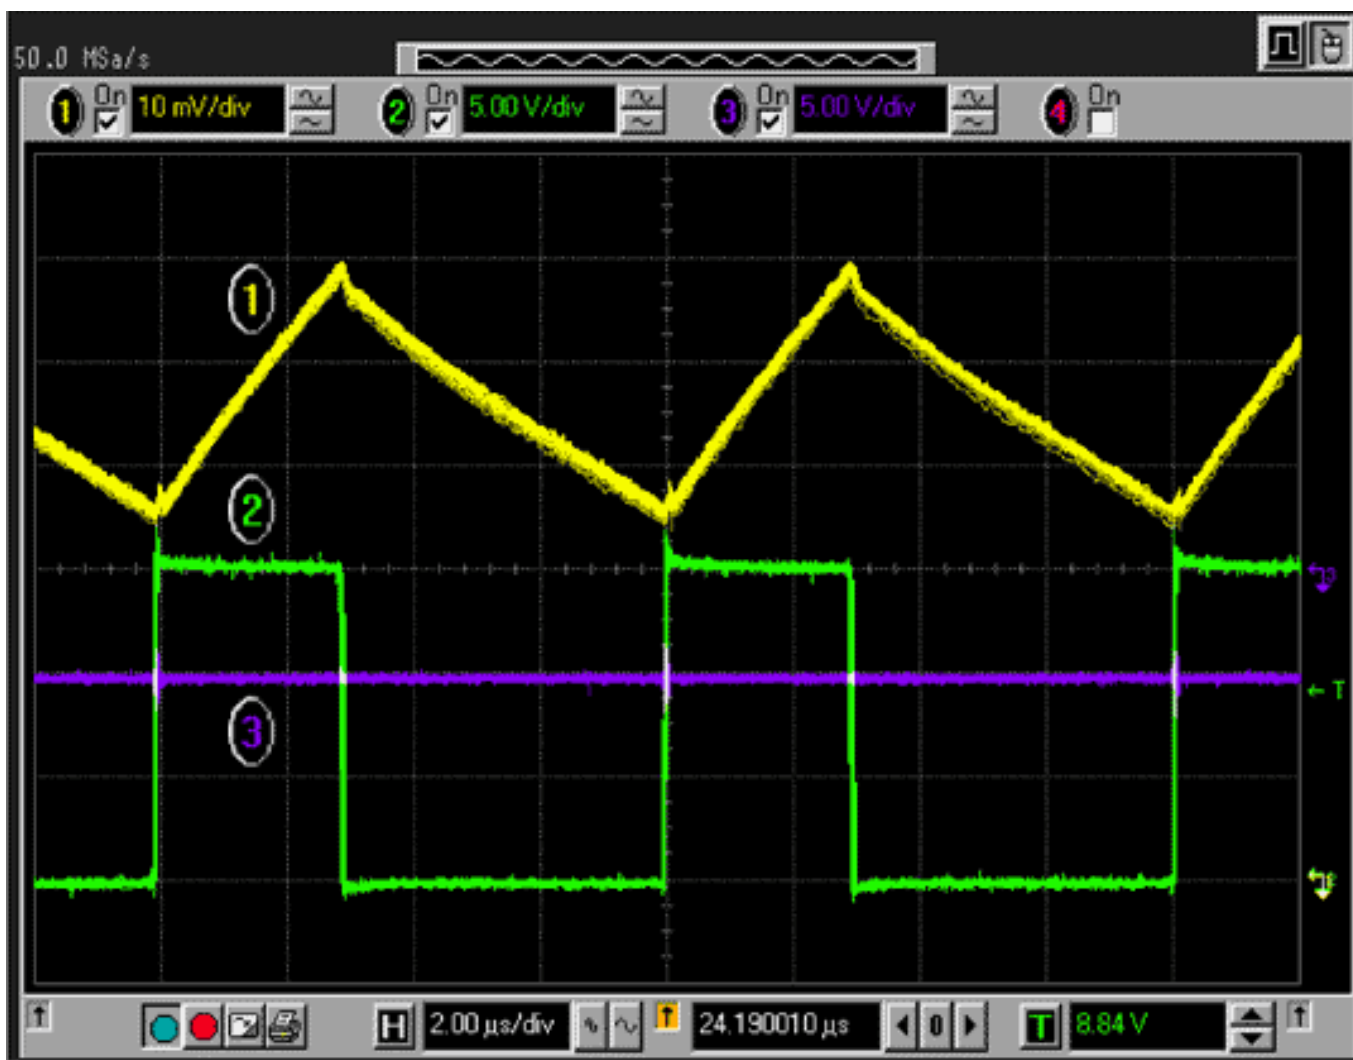 50.0 MSa/s
1 On 10 mV/div 2 On 5.00 V/div 3 On 5.00 V/div 4 On
1
2
3
T
H 2.00 µs/div 24.190010 µs 0 T 8.84 V